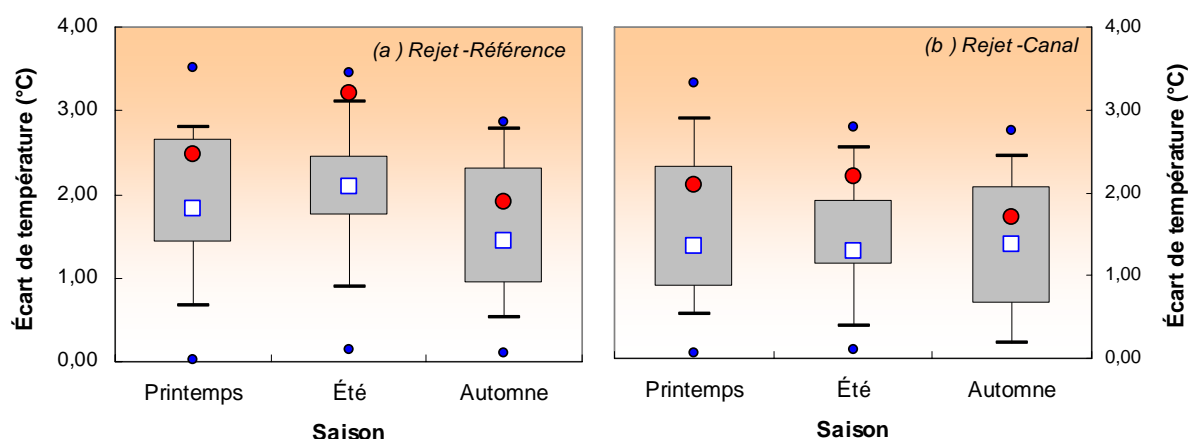 (a ) Rejet -Référence
Écart de température (°C)
4,00
3,00
2,00
1,00
0,00
Printemps Été Automne
Saison
(b ) Rejet -Canal
4,00
3,00
2,00
1,00
0,00
Écart de température (°C)
Printemps Été Automne
Saison